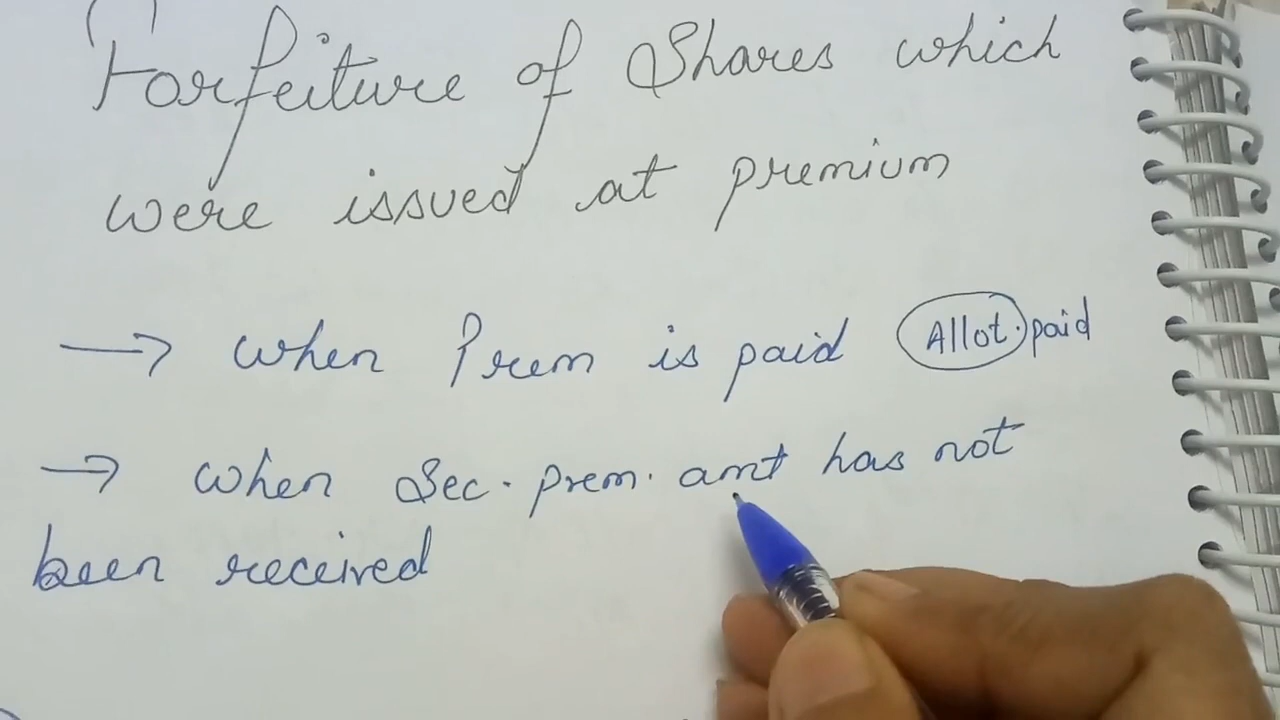 Forfeiture of Shares which
were issued at premium
→ when Prem is paid Allot. paid
→ when Sec. prem. amt has not
been received